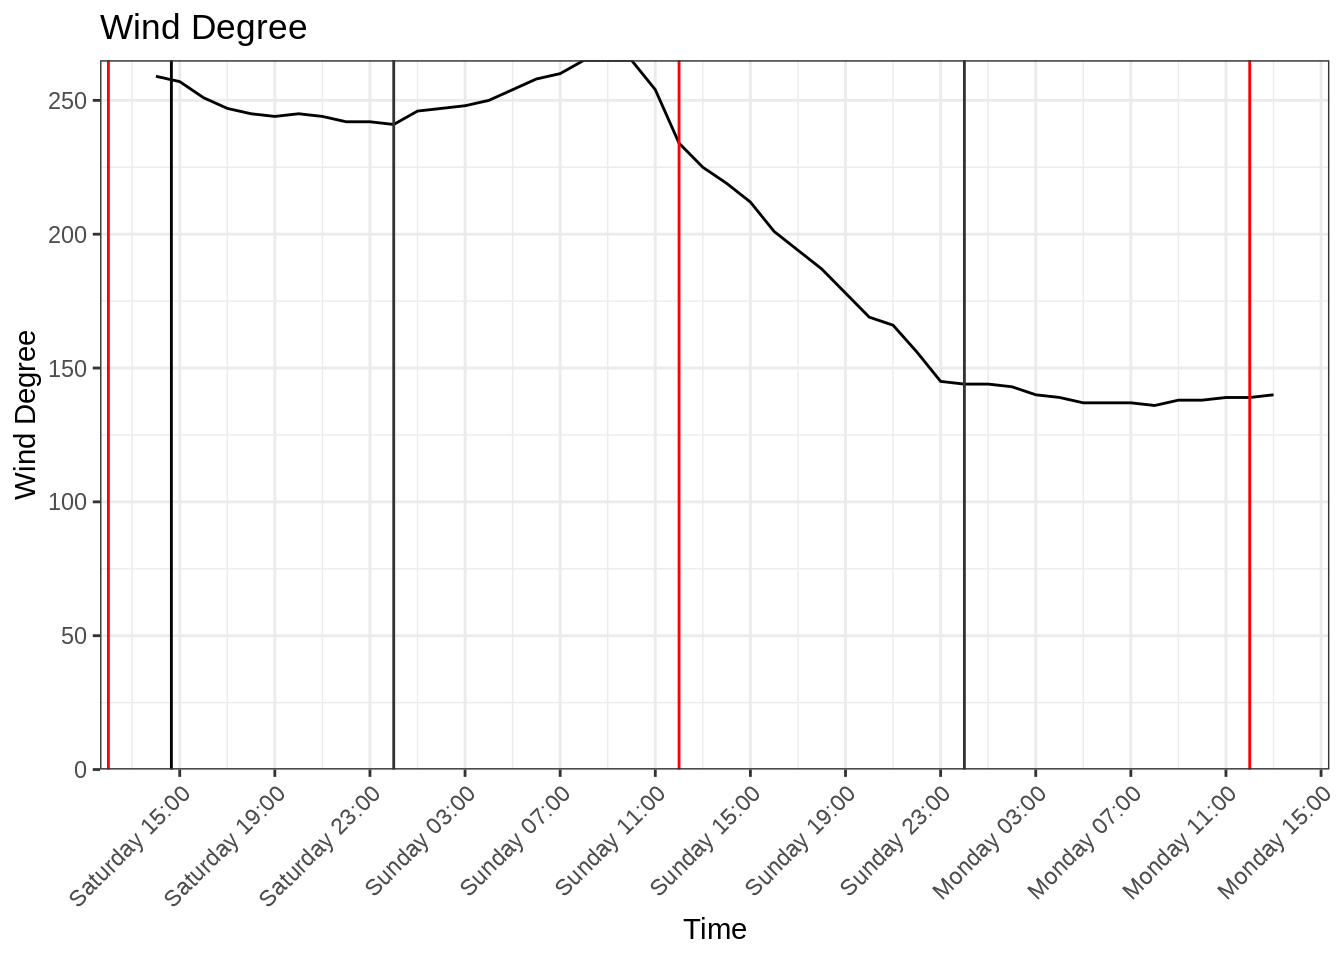 Wind Degree
Wind Degree
250
200
150
100
50
0
Saturday 15:00
Saturday 19:00
Saturday 23:00
Sunday 03:00
Sunday 07:00
Sunday 11:00
Sunday 15:00
Sunday 19:00
Sunday 23:00
Monday 03:00
Monday 07:00
Monday 11:00
Monday 15:00
Time